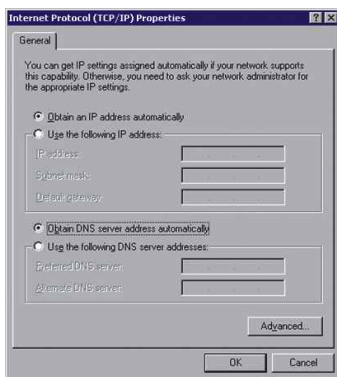 Internet Protocol (TCP/IP) Properties
General
You can get IP settings assigned automatically if your network supports
this capability. Otherwise, you need to ask your network administrator for
the appropriate IP settings.
Obtain an IP address automatically
Use the following IP address:
IP address:
Subnet mask:
Default gateway:
Obtain DNS server address automatically
Use the following DNS server addresses:
Preferred DNS server:
Alternate DNS server:
Advanced...
OK
Cancel